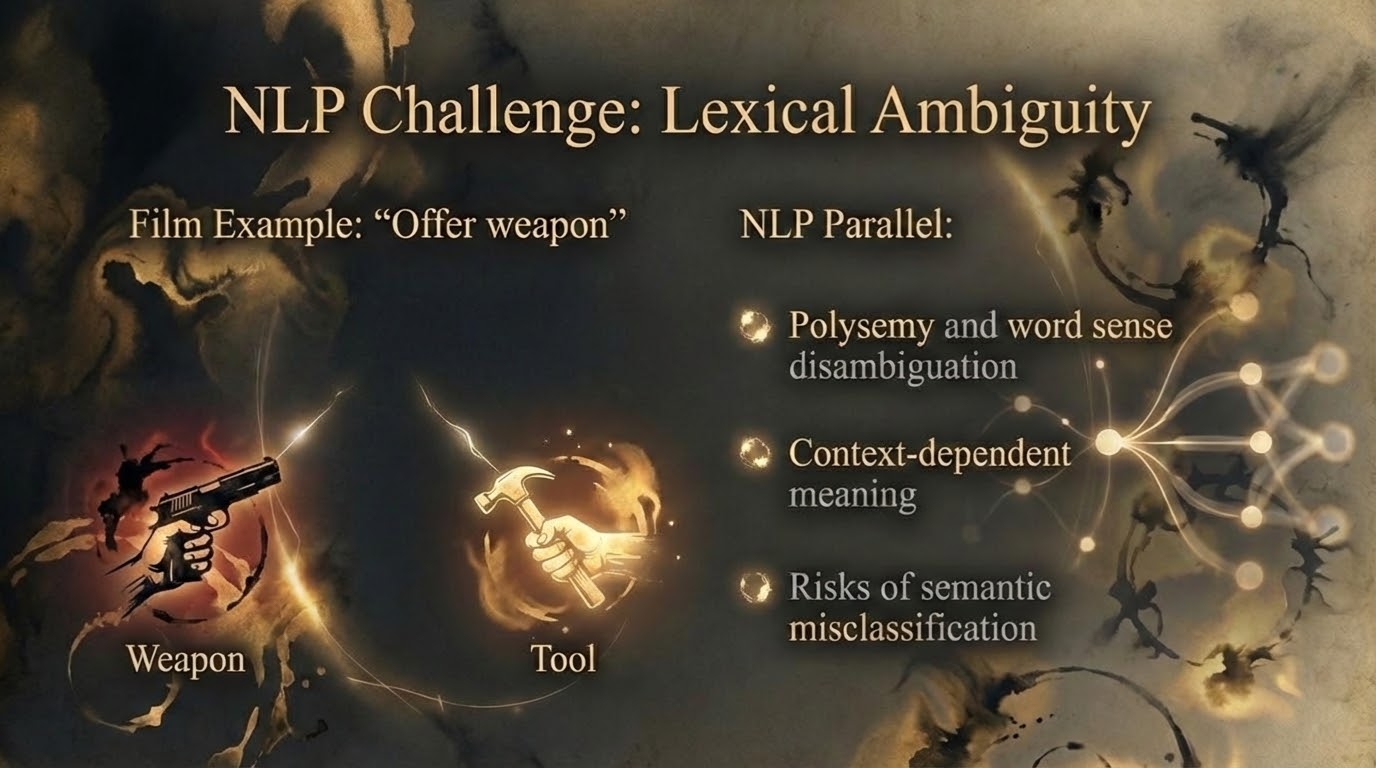 NLP Challenge: Lexical Ambiguity
Film Example: “Offer weapon”
Weapon
Tool
NLP Parallel:
Polysemy and word sense
disambiguation
Context-dependent
meaning
Risks of semantic
misclassification